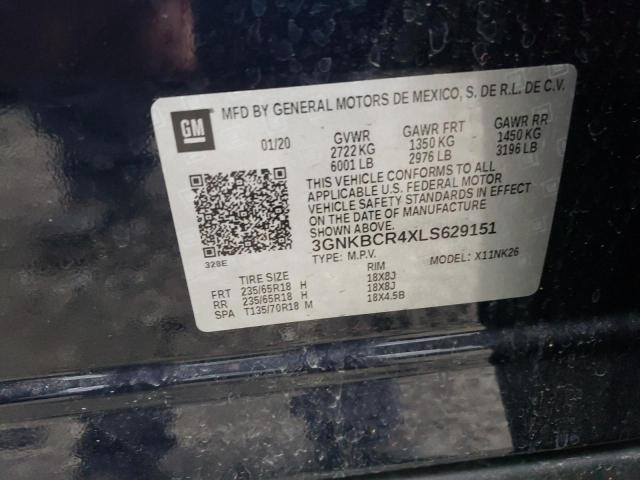 GM
MFD BY GENERAL MOTORS DE MEXICO, S. DE R.L. DE C.V.
01/20 GVWR GAWR FRT GAWR RR
2722 KG 1350 KG 1450 KG
6001 LB 2976 LB 3196 LB
THIS VEHICLE CONFORMS TO ALL
APPLICABLE U.S. FEDERAL MOTOR
VEHICLE SAFETY STANDARDS IN EFFECT
ON THE DATE OF MANUFACTURE
SHOWN ABOVE.
3GNKBCR4XLS629151
TYPE: M.P.V. MODEL: X11NK26
328E
TIRE SIZE RIM
FRT 235/65R18 H 18X8J
RR 235/65R18 H 18X8J
SPA T135/70R18 M 18X4.5B